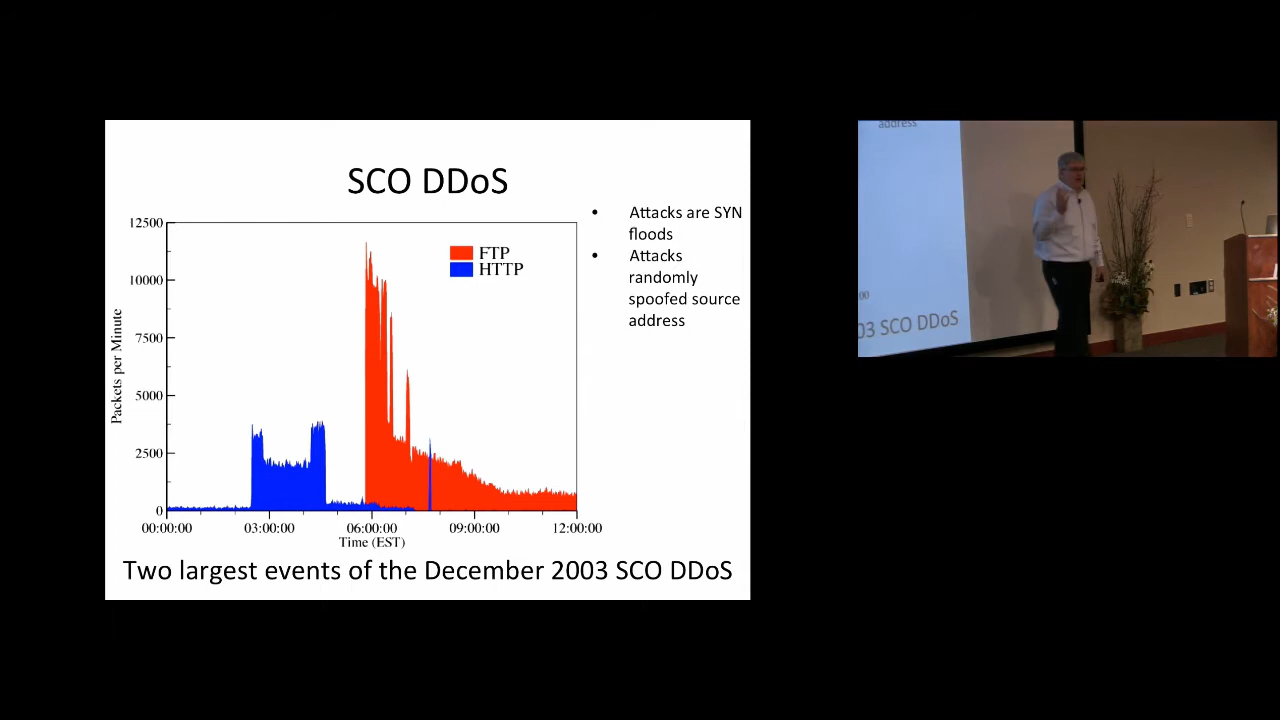 SCO DDoS
12500
10000
7500
5000
2500
0
Packets per Minute
FTP
HTTP
00:00:00 03:00:00 06:00:00 09:00:00 12:00:00
Time (EST)
• Attacks are SYN
floods
• Attacks
randomly
spoofed source
address
Two largest events of the December 2003 SCO DDoS
address
00
03 SCO DDoS